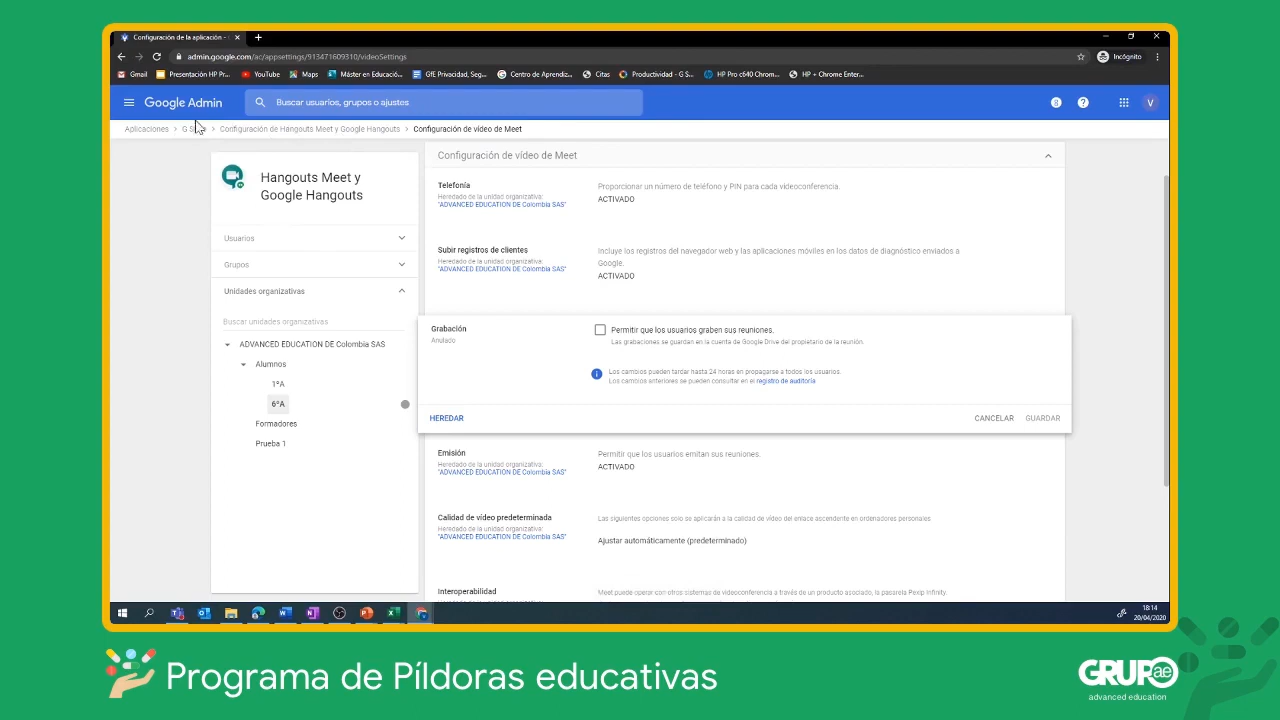 Configuración de la aplicación -
admin.google.com/ac/appsettings/913471609310/videoSettings
Incógnito
Gmail
Presentación HP Pr...
YouTube
Maps
Máster en Educació...
GfE Privacidad, Seg...
Centro de Aprendiz...
Citas
Productividad - G S...
HP Pro c640 Chrom...
HP + Chrome Enter...
Google Admin
Buscar usuarios, grupos o ajustes
V
Aplicaciones > G > Configuración de Hangouts Meet y Google Hangouts > Configuración de vídeo de Meet
Hangouts Meet y
Google Hangouts
Usuarios
Grupos
Unidades organizativas
Buscar unidades organizativas
ADVANCED EDUCATION DE Colombia SAS
Alumnos
1ºA
6ºA
Formadores
Prueba 1
Configuración de vídeo de Meet
Telefonía
Heredado de la unidad organizativa:
"ADVANCED EDUCATION DE Colombia SAS"
Proporcionar un número de teléfono y PIN para cada videoconferencia.
ACTIVADO
Subir registros de clientes
Heredado de la unidad organizativa:
"ADVANCED EDUCATION DE Colombia SAS"
Incluye los registros del navegador web y las aplicaciones móviles en los datos de diagnóstico enviados a
Google.
ACTIVADO
Grabación
Anulado
Permitir que los usuarios graben sus reuniones.
Las grabaciones se guardan en la cuenta de Google Drive del propietario de la reunión.
Los cambios pueden tardar hasta 24 horas en propagarse a todos los usuarios.
Los cambios anteriores se pueden consultar en el registro de auditoría
HEREDAR
CANCELAR
GUARDAR
Emisión
Heredado de la unidad organizativa:
"ADVANCED EDUCATION DE Colombia SAS"
Permitir que los usuarios emitan sus reuniones.
ACTIVADO
Calidad de vídeo predeterminada
Heredado de la unidad organizativa:
"ADVANCED EDUCATION DE Colombia SAS"
Las siguientes opciones solo se aplicarán a la calidad de vídeo del enlace ascendente en ordenadores personales
Ajustar automáticamente (predeterminado)
Interoperabilidad
Meet puede operar con otros sistemas de videoconferencia a través de un producto asociado, la pasarela Pexip Infinity.
18:14
20/04/2020
Programa de Píldoras educativas
GRUPOae
advanced education